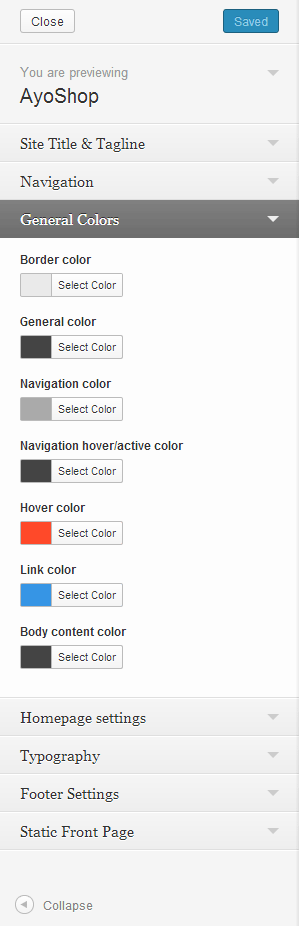 Close
Saved
You are previewing
AyoShop
Site Title & Tagline
Navigation
General Colors
Border color
Select Color
General color
Select Color
Navigation color
Select Color
Navigation hover/active color
Select Color
Hover color
Select Color
Link color
Select Color
Body content color
Select Color
Homepage settings
Typography
Footer Settings
Static Front Page
Collapse